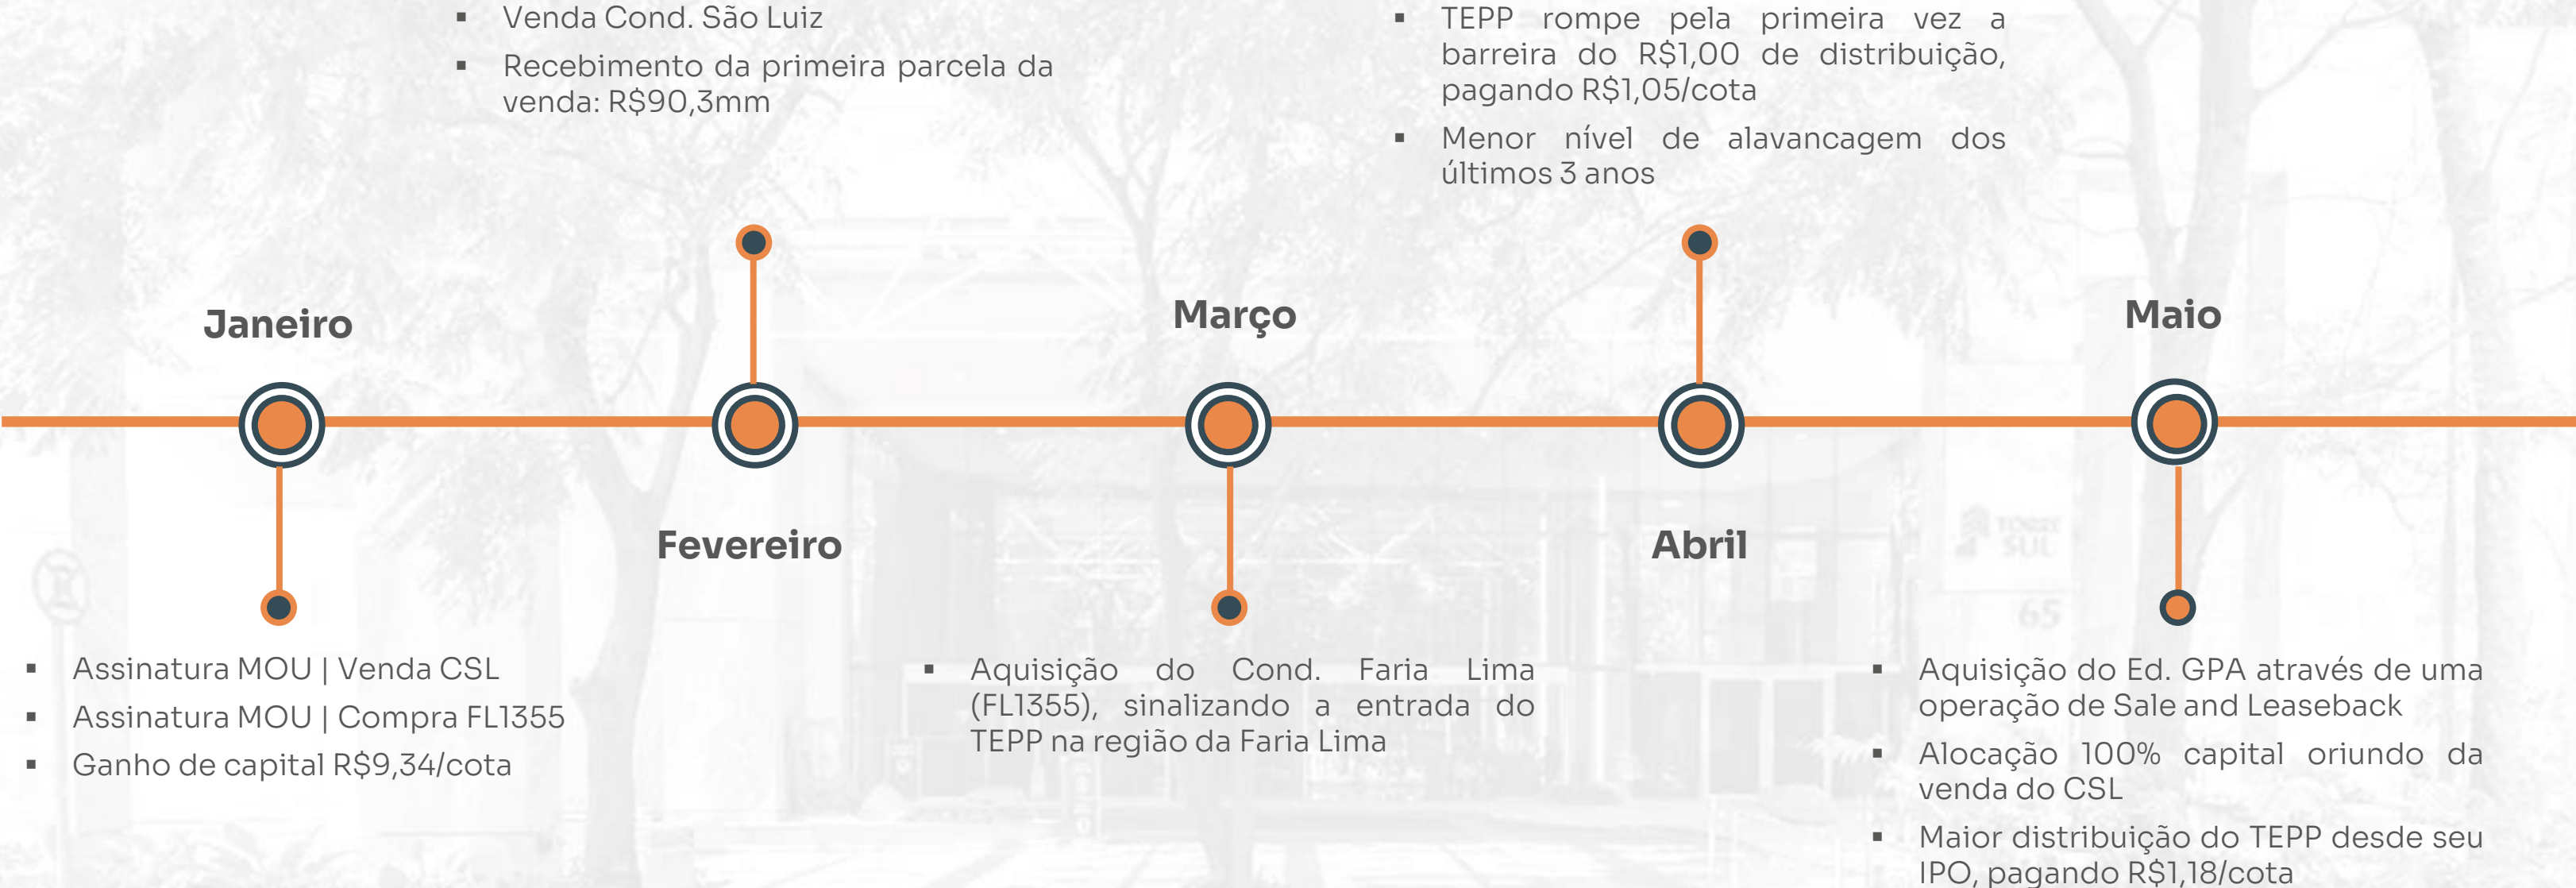 ▪ Venda Cond. São Luiz
▪ Recebimento da primeira parcela da
venda: R$90,3mm
▪ TEPP rompe pela primeira vez a
barreira do R$1,00 de distribuição,
pagando R$1,05/cota
▪ Menor nível de alavancagem dos
últimos 3 anos
Janeiro
Março
Maio
Fevereiro
Abril
TORRE
SUL
65
▪ Assinatura MOU | Venda CSL
▪ Assinatura MOU | Compra FL1355
▪ Ganho de capital R$9,34/cota
▪ Aquisição do Cond. Faria Lima
(FL1355), sinalizando a entrada do
TEPP na região da Faria Lima
▪ Aquisição do Ed. GPA através de uma
operação de Sale and Leaseback
▪ Alocação 100% capital oriundo da
venda do CSL
▪ Maior distribuição do TEPP desde seu
IPO, pagando R$1,18/cota